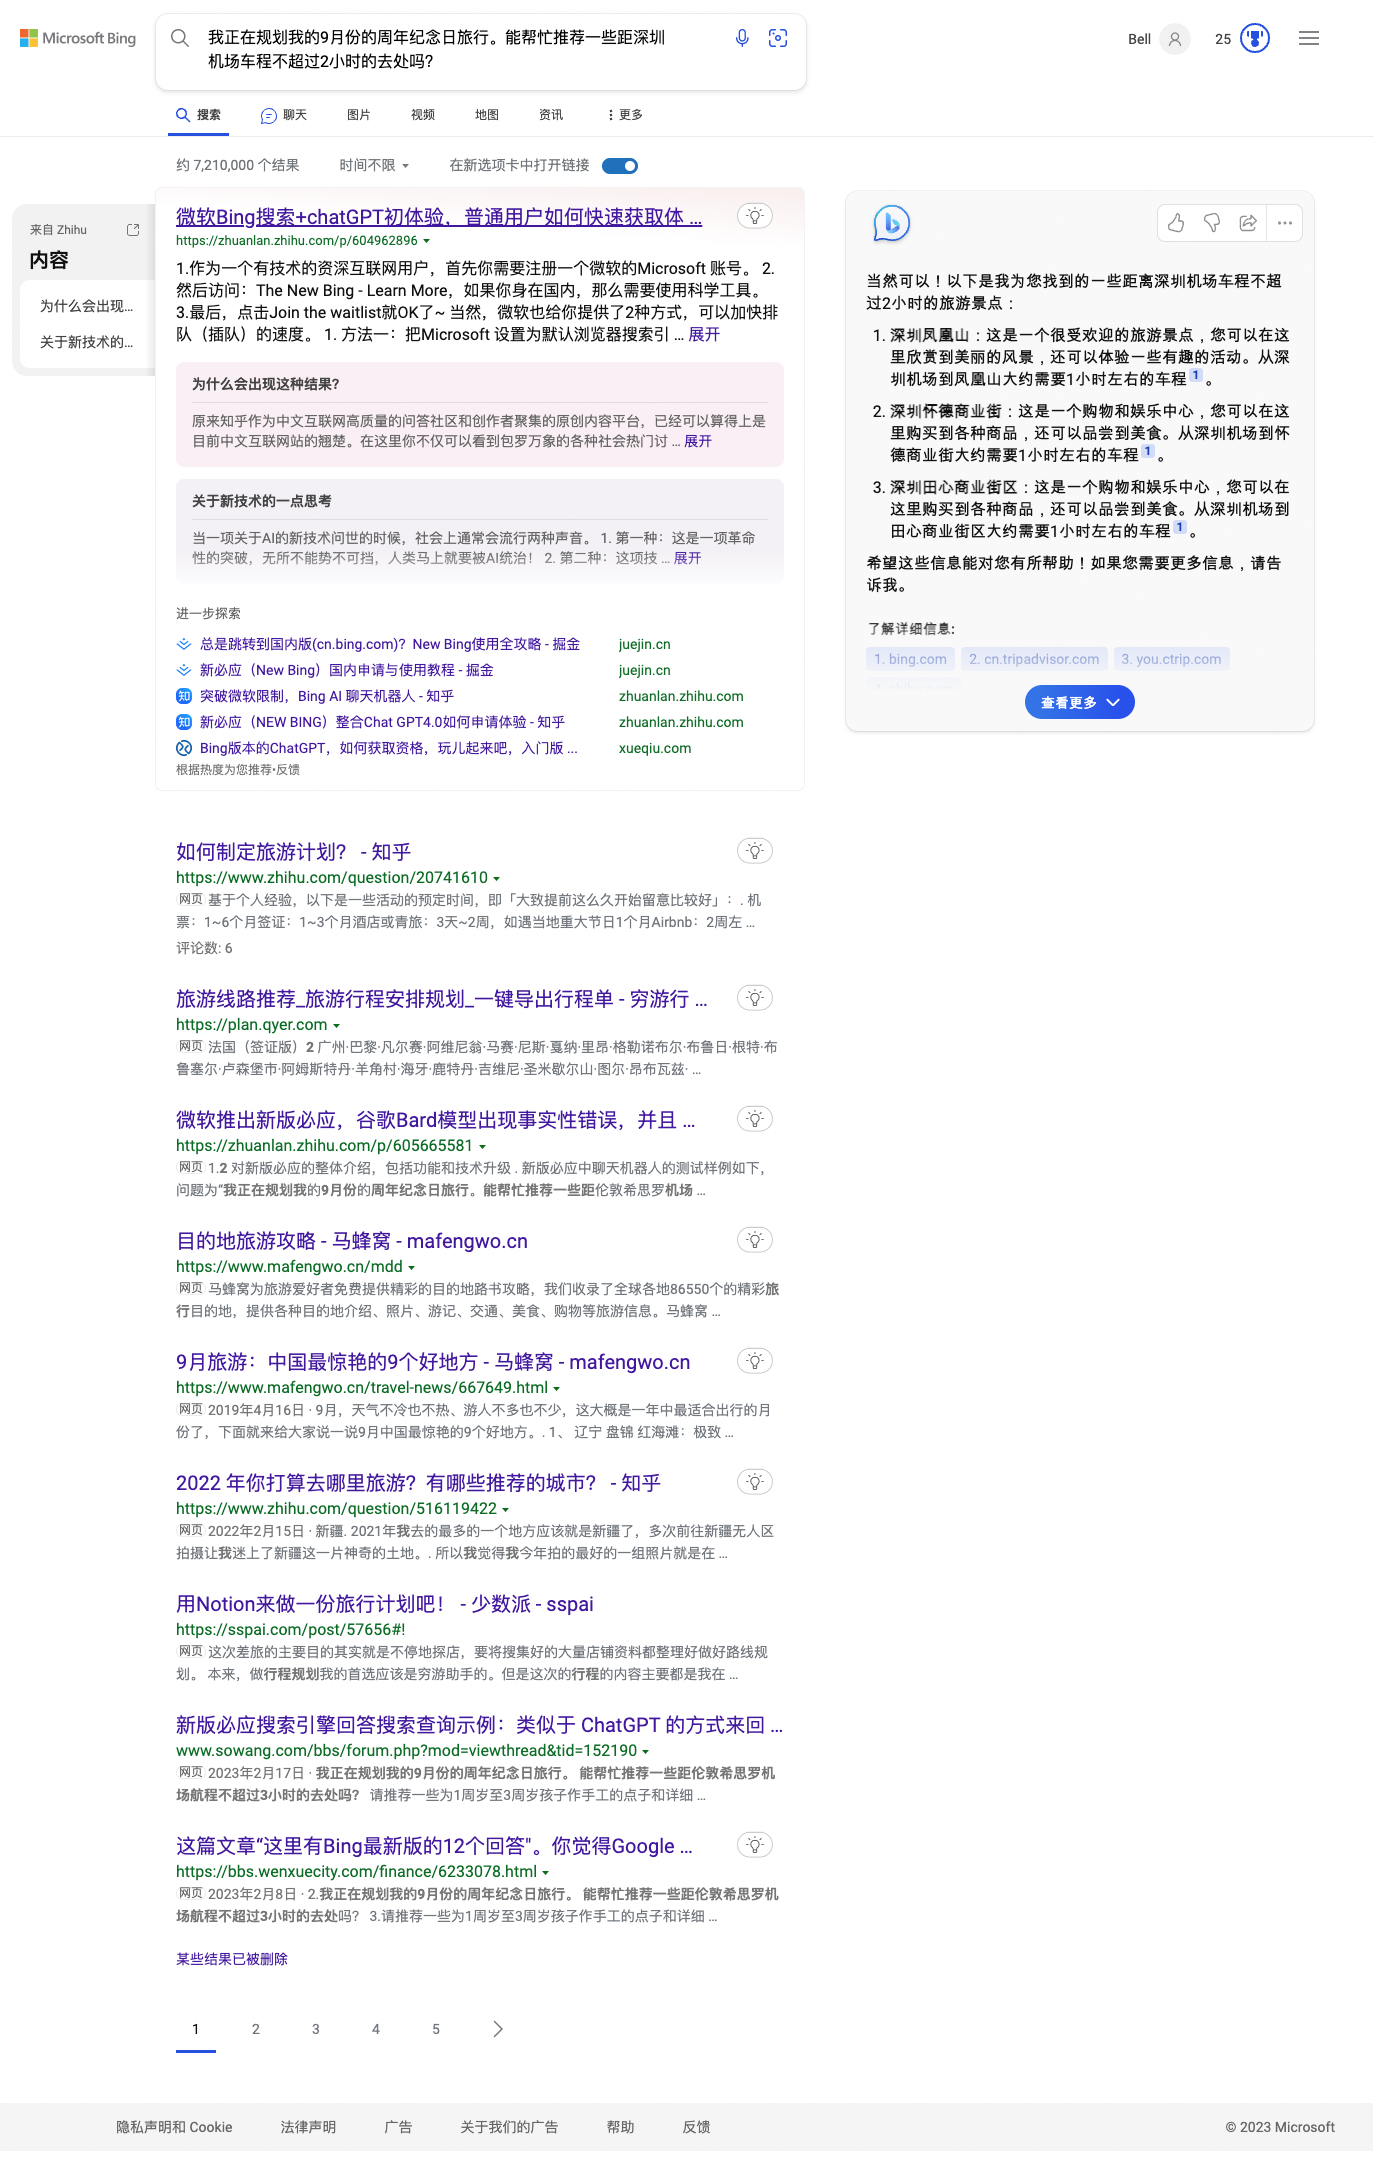 Microsoft Bing
我正在规划我的9月份的周年纪念日旅行。能帮忙推荐一些距深圳
机场车程不超过2小时的去处吗?
Bell
25
搜索
聊天
图片
视频
地图
资讯
更多
约 7,210,000 个结果
时间不限
在新选项卡中打开链接
来自 Zhihu
内容
为什么会出现...
关于新技术的...
微软Bing搜索+chatGPT初体验，普通用户如何快速获取体 ...
https://zhuanlan.zhihu.com/p/604962896
1.作为一个有技术的资深互联网用户，首先你需要注册一个微软的Microsoft 账号。 2.
然后访问：The New Bing - Learn More，如果你身在国内，那么需要使用科学工具。
3.最后，点击Join the waitlist就OK了~ 当然，微软也给你提供了2种方式，可以加快排
队（插队）的速度。 1. 方法一：把Microsoft 设置为默认浏览器搜索引 ... 展开
为什么会出现这种结果?
原来知乎作为中文互联网高质量的问答社区和创作者聚集的原创内容平台，已经可以算得上是
目前中文互联网站的翘楚。在这里你不仅可以看到包罗万象的各种社会热门讨 ... 展开
关于新技术的一点思考
当一项关于AI的新技术问世的时候，社会上通常会流行两种声音。 1. 第一种：这是一项革命
性的突破，无所不能势不可挡，人类马上就要被AI统治！ 2. 第二种：这项技 ... 展开
进一步探索
总是跳转到国内版(cn.bing.com)？New Bing使用全攻略 - 掘金
juejin.cn
新必应（New Bing）国内申请与使用教程 - 掘金
juejin.cn
突破微软限制，Bing AI 聊天机器人 - 知乎
zhuanlan.zhihu.com
新必应（NEW BING）整合Chat GPT4.0如何申请体验 - 知乎
zhuanlan.zhihu.com
Bing版本的ChatGPT，如何获取资格，玩儿起来吧，入门版 ...
xueqiu.com
根据热度为您推荐•反馈
当然可以！以下是我为您找到的一些距离深圳机场车程不超
过2小时的旅游景点：
1. 深圳凤凰山：这是一个很受欢迎的旅游景点，您可以在这
里欣赏到美丽的风景，还可以体验一些有趣的活动。从深
圳机场到凤凰山大约需要1小时左右的车程 1 。
2. 深圳怀德商业街：这是一个购物和娱乐中心，您可以在这
里购买到各种商品，还可以品尝到美食。从深圳机场到怀
德商业街大约需要1小时左右的车程 1 。
3. 深圳田心商业街区：这是一个购物和娱乐中心，您可以在
这里购买到各种商品，还可以品尝到美食。从深圳机场到
田心商业街区大约需要1小时左右的车程 1 。
希望这些信息能对您有所帮助！如果您需要更多信息，请告
诉我。
了解详细信息:
1. bing.com
2. cn.tripadvisor.com
3. you.ctrip.com
查看更多
如何制定旅游计划？ - 知乎
https://www.zhihu.com/question/20741610
网页 基于个人经验，以下是一些活动的预定时间，即「大致提前这么久开始留意比较好」：. 机
票：1~6个月签证：1~3个月酒店或青旅：3天~2周，如遇当地重大节日1个月Airbnb：2周左 ...
评论数: 6
旅游线路推荐_旅游行程安排规划_一键导出行程单 - 穷游行 ...
https://plan.qyer.com
网页 法国（签证版）2 广州·巴黎·凡尔赛·阿维尼翁·马赛·尼斯·戛纳·里昂·格勒诺布尔·布鲁日·根特·布
鲁塞尔·卢森堡市·阿姆斯特丹·羊角村·海牙·鹿特丹·吉维尼·圣米歇尔山·图尔·昂布瓦兹· ...
微软推出新版必应，谷歌Bard模型出现事实性错误，并且 ...
https://zhuanlan.zhihu.com/p/605665581
网页 1.2 对新版必应的整体介绍，包括功能和技术升级 . 新版必应中聊天机器人的测试样例如下，
问题为“我正在规划我的9月份的周年纪念日旅行。能帮忙推荐一些距伦敦希思罗机场 ...
目的地旅游攻略 - 马蜂窝 - mafengwo.cn
https://www.mafengwo.cn/mdd
网页 马蜂窝为旅游爱好者免费提供精彩的目的地路书攻略，我们收录了全球各地86550个的精彩旅
行目的地，提供各种目的地介绍、照片、游记、交通、美食、购物等旅游信息。马蜂窝 ...
9月旅游：中国最惊艳的9个好地方 - 马蜂窝 - mafengwo.cn
https://www.mafengwo.cn/travel-news/667649.html
网页 2019年4月16日 · 9月，天气不冷也不热、游人不多也不少，这大概是一年中最适合出行的月
份了，下面就来给大家说一说9月中国最惊艳的9个好地方。. 1、 辽宁 盘锦 红海滩：极致 ...
2022 年你打算去哪里旅游？有哪些推荐的城市？ - 知乎
https://www.zhihu.com/question/516119422
网页 2022年2月15日 · 新疆. 2021年我去的最多的一个地方应该就是新疆了，多次前往新疆无人区
拍摄让我迷上了新疆这一片神奇的土地。. 所以我觉得我今年拍的最好的一组照片就是在 ...
用Notion来做一份旅行计划吧！ - 少数派 - sspai
https://sspai.com/post/57656#!
网页 这次差旅的主要目的其实就是不停地探店，要将搜集好的大量店铺资料都整理好做好路线规
划。 本来，做行程规划我的首选应该是穷游助手的。但是这次的行程的内容主要都是我在 ...
新版必应搜索引擎回答搜索查询示例：类似于 ChatGPT 的方式来回 ...
www.sowang.com/bbs/forum.php?mod=viewthread&tid=152190
网页 2023年2月17日 · 我正在规划我的9月份的周年纪念日旅行。 能帮忙推荐一些距伦敦希思罗机
场航程不超过3小时的去处吗？ 请推荐一些为1周岁至3周岁孩子作手工的点子和详细 ...
这篇文章“这里有Bing最新版的12个回答"。你觉得Google ...
https://bbs.wenxuecity.com/finance/6233078.html
网页 2023年2月8日 · 2.我正在规划我的9月份的周年纪念日旅行。 能帮忙推荐一些距伦敦希思罗机
场航程不超过3小时的去处吗？ 3.请推荐一些为1周岁至3周岁孩子作手工的点子和详细 ...
某些结果已被删除
1
2
3
4
5
隐私声明和 Cookie
法律声明
广告
关于我们的广告
帮助
反馈
© 2023 Microsoft